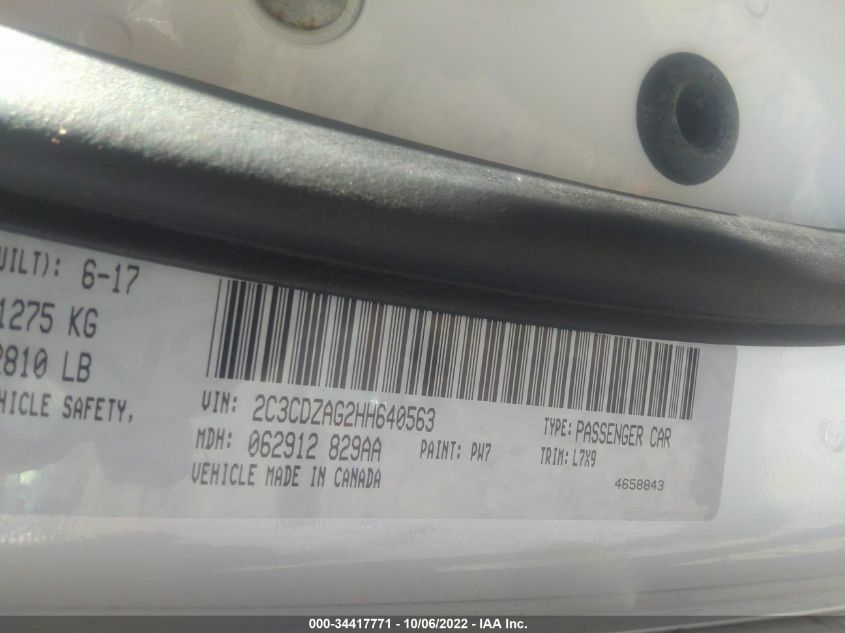 UILT): 6-17
1275 KG
2810 LB
HICLE SAFETY,
VIN: 2C3CDZAG2HH640563
MDH: 062912 829AA
PAINT: PW7
VEHICLE MADE IN CANADA
TYPE: PASSENGER CAR
TRIM: L7X9
4658843
000-34417771 - 10/06/2022 - IAA Inc.